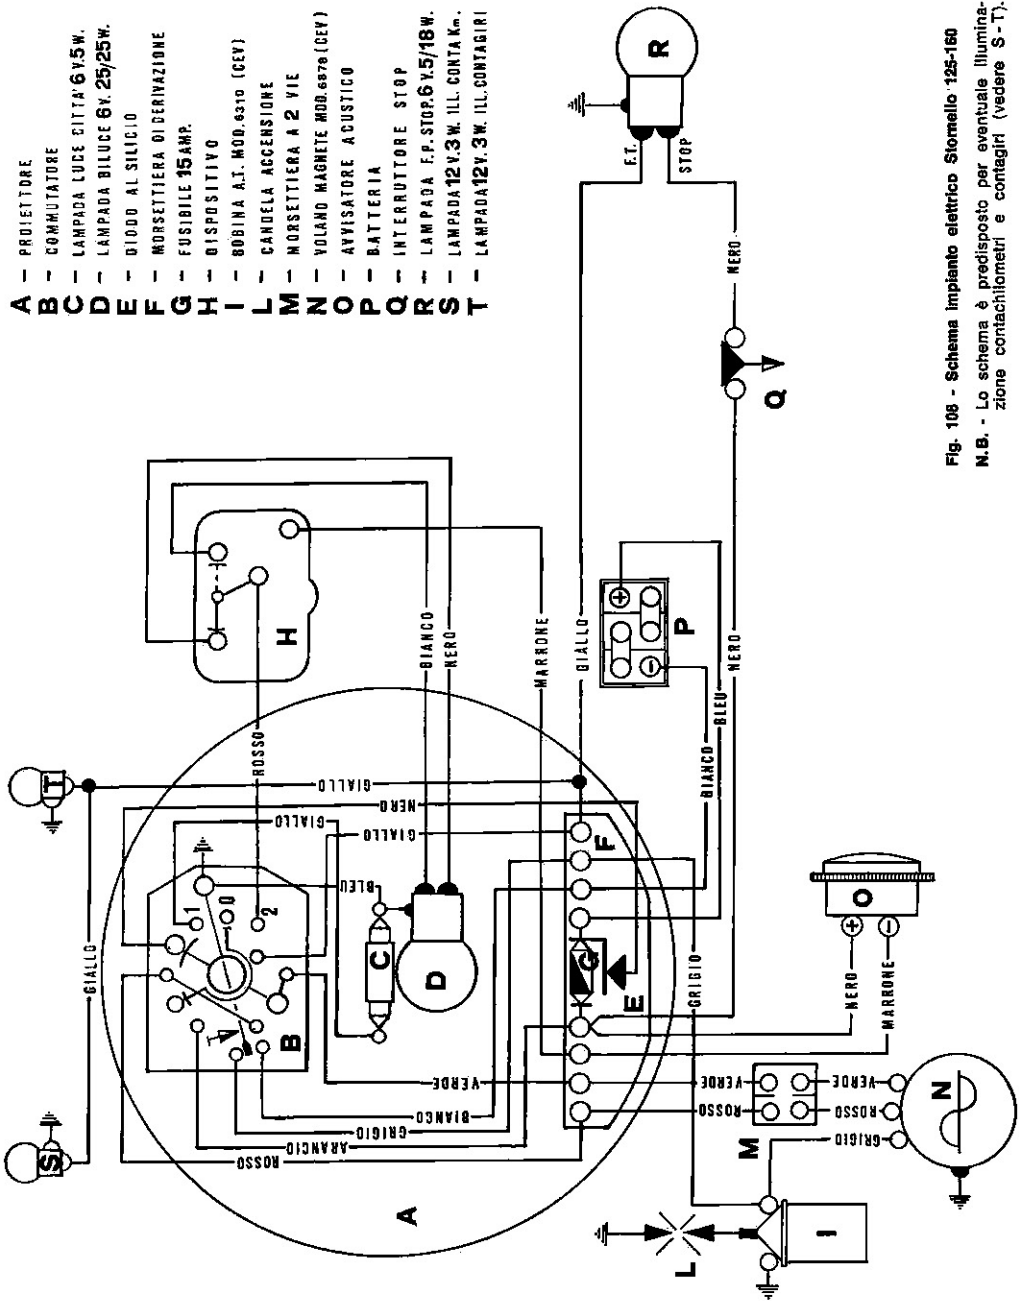 A - PROIETTORE
B - COMMUTATORE
C - LAMPADA LUCE CITTA' 6 V.5 W.
D - LAMPADA BILUCE 6V. 25/25W.
E - DIODO AL SILICIO
F - MORSETTIERA DI DERIVAZIONE
G - FUSIBILE 15 AMP.
H - DISPOSITIVO
I - BOBINA A.T. MOD. 6310 (CEV)
L - CANDELA ACCENSIONE
M - MORSETTIERA A 2 VIE
N - VOLANO MAGNETE MOD. 6878 (CEV)
O - AVVISATORE ACUSTICO
P - BATTERIA
Q - INTERRUTTORE STOP
R - LAMPADA F.P. STOP. 6 V. 5/18 W.
S - LAMPADA 12 V. 3 W. ILL. CONTA Km.
T - LAMPADA 12 V. 3 W. ILL. CONTAGIRI
S
T
GIALLO
GIALLO
ROSSO
H
BIANCO
NERO
MARRONE
GIALLO
NERO
GIALLO
GIALLO
BLEU
1
0
2
B
C
D
A
VERDE
BIANCO
GRIGIO
ARANCIO
ROSSO
F
G
E
P
+
-
BIANCO
BLEU
NERO
GRIGIO
Q
NERO
F.T.
STOP
R
O
+
-
NERO
MARRONE
M
VERDE
ROSSO
VERDE
ROSSO
GRIGIO
N
L
I
Fig. 108 - Schema impianto elettrico Stornello 125-160
N.B. - Lo schema è predisposto per eventuale illumina-
zione contachilometri e contagiri (vedere S - T).